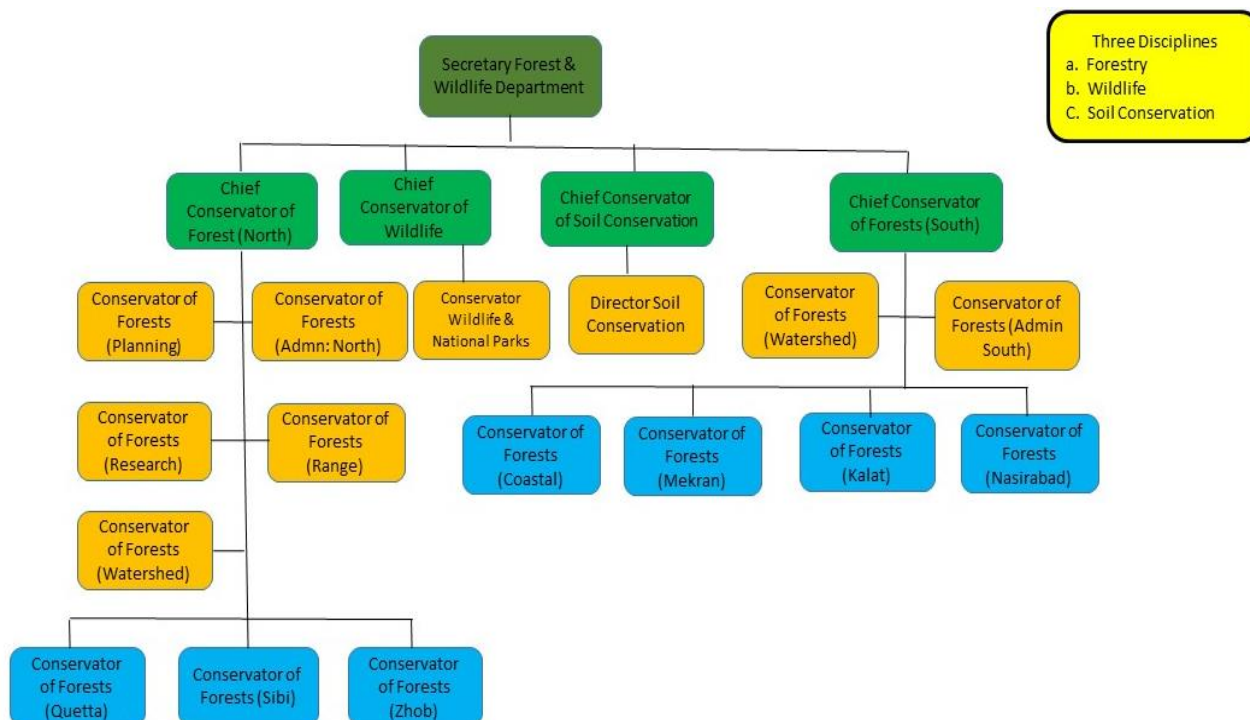 Secretary Forest &
Wildlife Department
Three Disciplines
a. Forestry
b. Wildlife
C. Soil Conservation
Chief
Conservator of
Forest (North)
Chief
Conservator of
Wildlife
Chief Conservator
of Soil Conservation
Chief Conservator
of Forests (South)
Conservator of
Forests
(Planning)
Conservator of
Forests
(Admn: North)
Conservator
Wildlife &
National Parks
Director Soil
Conservation
Conservator
of Forests
(Watershed)
Conservator of
Forests (Admin
South)
Conservator
of Forests
(Research)
Conservator of
Forests
(Range)
Conservator of
Forests
(Coastal)
Conservator of
Forests
(Mekran)
Conservator
of Forests
(Kalat)
Conservator of
Forests
(Nasirabad)
Conservator
of Forests
(Watershed)
Conservator
of Forests
(Quetta)
Conservator of
Forests (Sibi)
Conservator
of Forests
(Zhob)